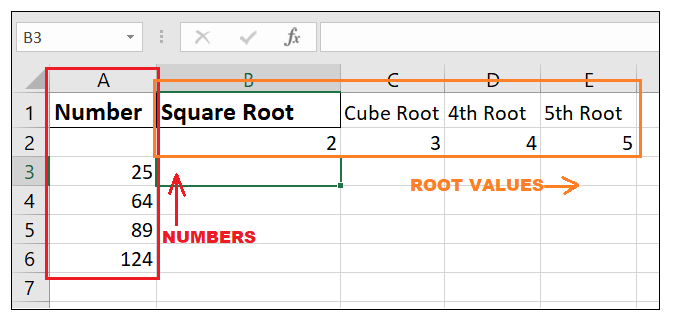 B3 fx
A B C D E
1 Number Square Root Cube Root 4th Root 5th Root
2 2 3 4 5
3 25 ROOT VALUES
4 64
5 89 NUMBERS
6 124
7